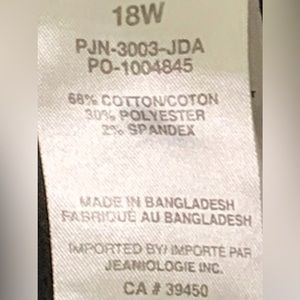 18W
PJN-3003-JDA
PO-1004845
68% COTTON/COTON
30% POLYESTER
2% SPANDEX
MADE IN BANGLADESH
FABRIQUÉ AU BANGLADESH
IMPORTED BY/ IMPORTÉ PAR
JEANIOLOGIE INC.
CA # 39450